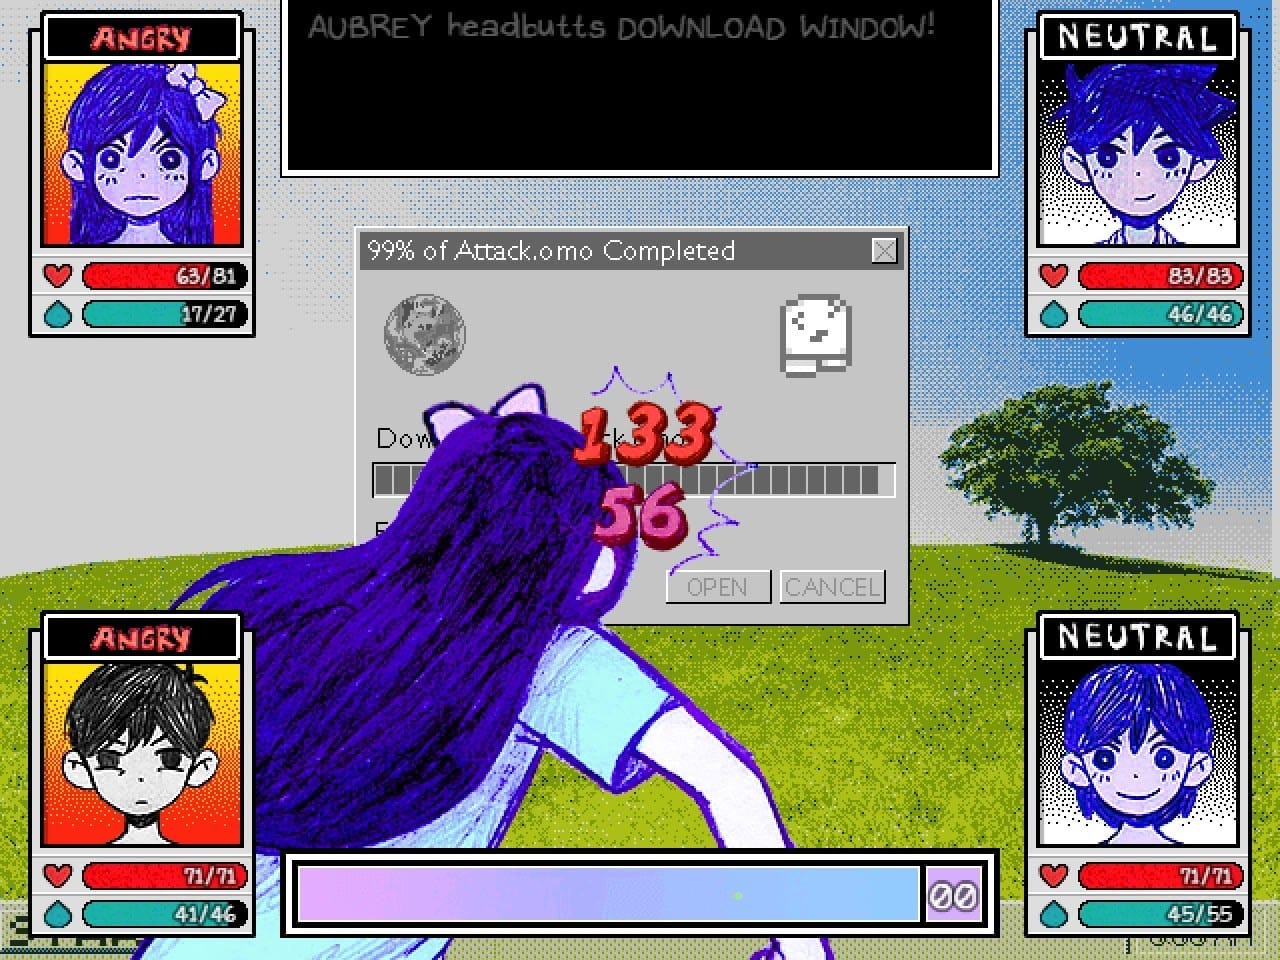 AUBREY headbutts DOWNLOAD WINDOW!
ANGRY
63/81
17/27
NEUTRAL
83/83
46/46
99% of Attack.omo Completed
133
56
OPEN
CANCEL
ANGRY
71/71
41/46
NEUTRAL
71/71
45/55
00